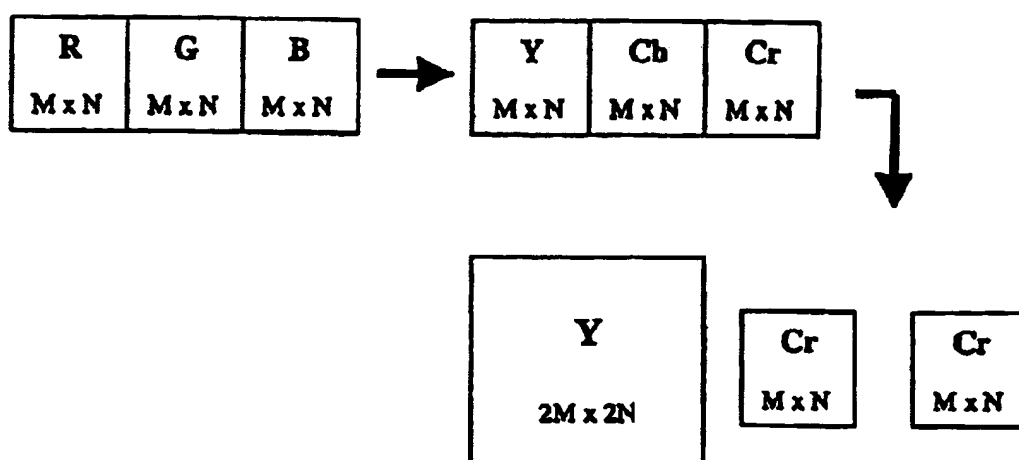 R G B
M x N M x N M x N
Y Cb Cr
M x N M x N M x N
Y
2M x 2N
Cr
M x N
Cr
M x N